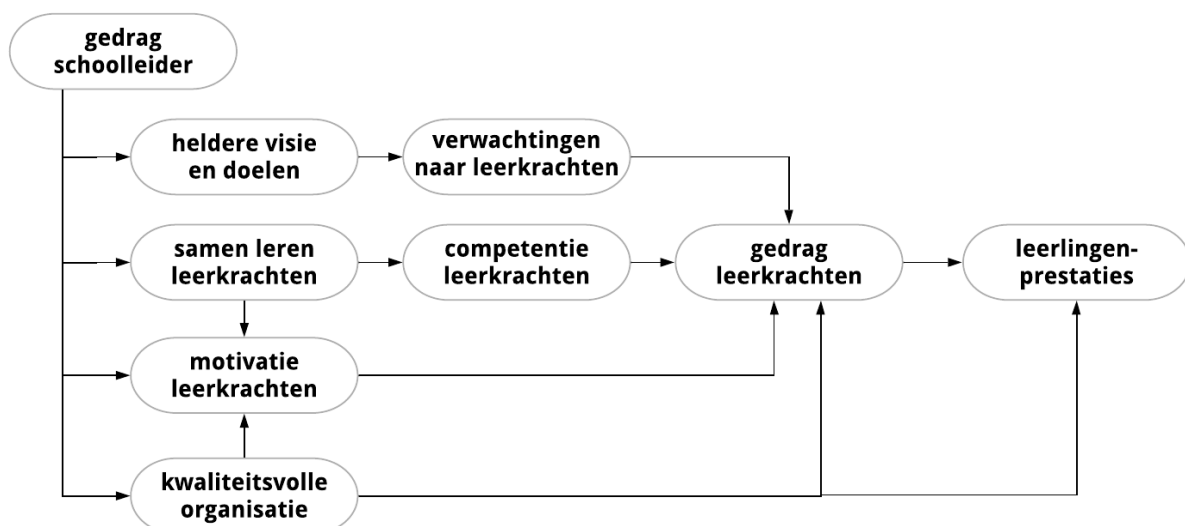 gedrag
schoolleider
heldere visie
en doelen
verwachtingen
naar leerkrachten
samen leren
leerkrachten
competentie
leerkrachten
gedrag
leerkrachten
leerlingen-
prestaties
motivatie
leerkrachten
kwaliteitsvolle
organisatie